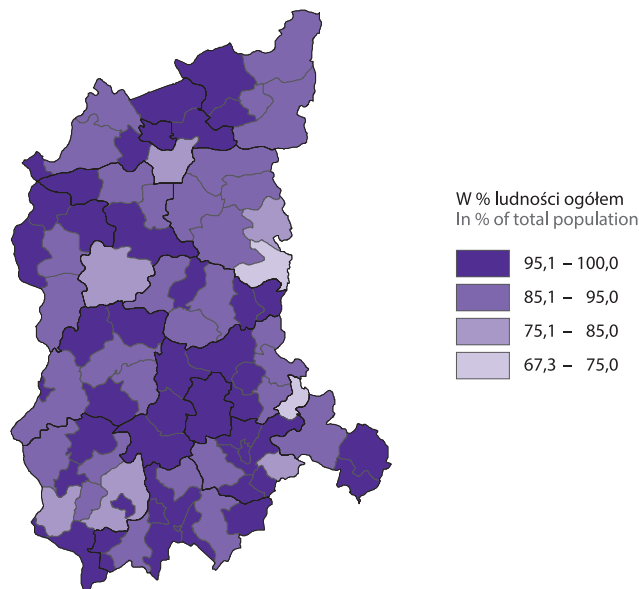 W % ludności ogółem
In % of total population
95,1 – 100,0
85,1 – 95,0
75,1 – 85,0
67,3 – 75,0